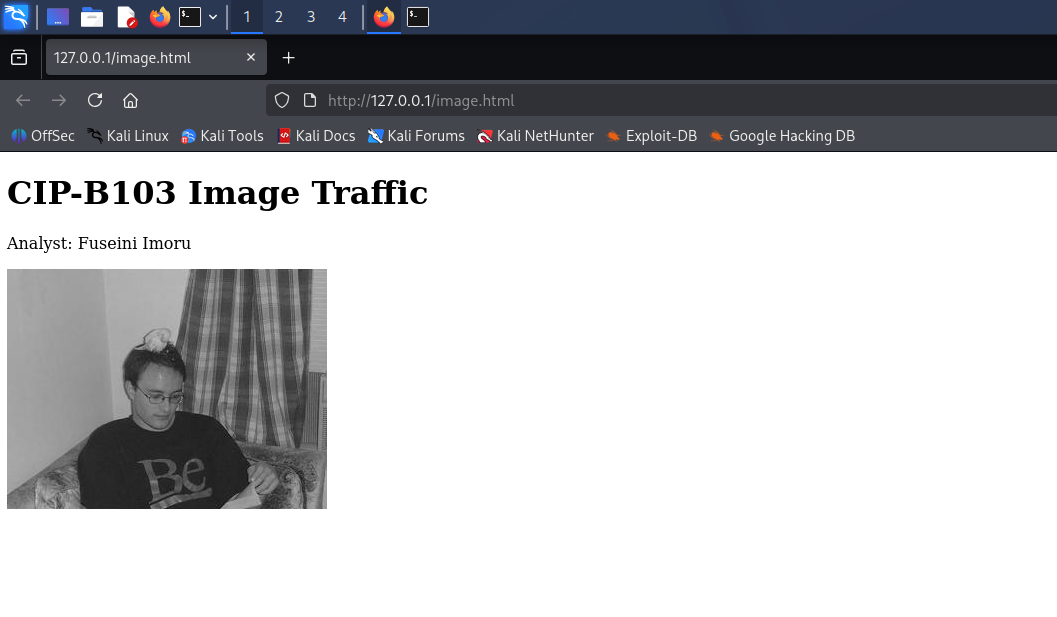 1 2 3 4
127.0.0.1/image.html
http://127.0.0.1/image.html
OffSec Kali Linux Kali Tools Kali Docs Kali Forums Kali NetHunter Exploit-DB Google Hacking DB
CIP-B103 Image Traffic
Analyst: Fuseini Imoru
Be